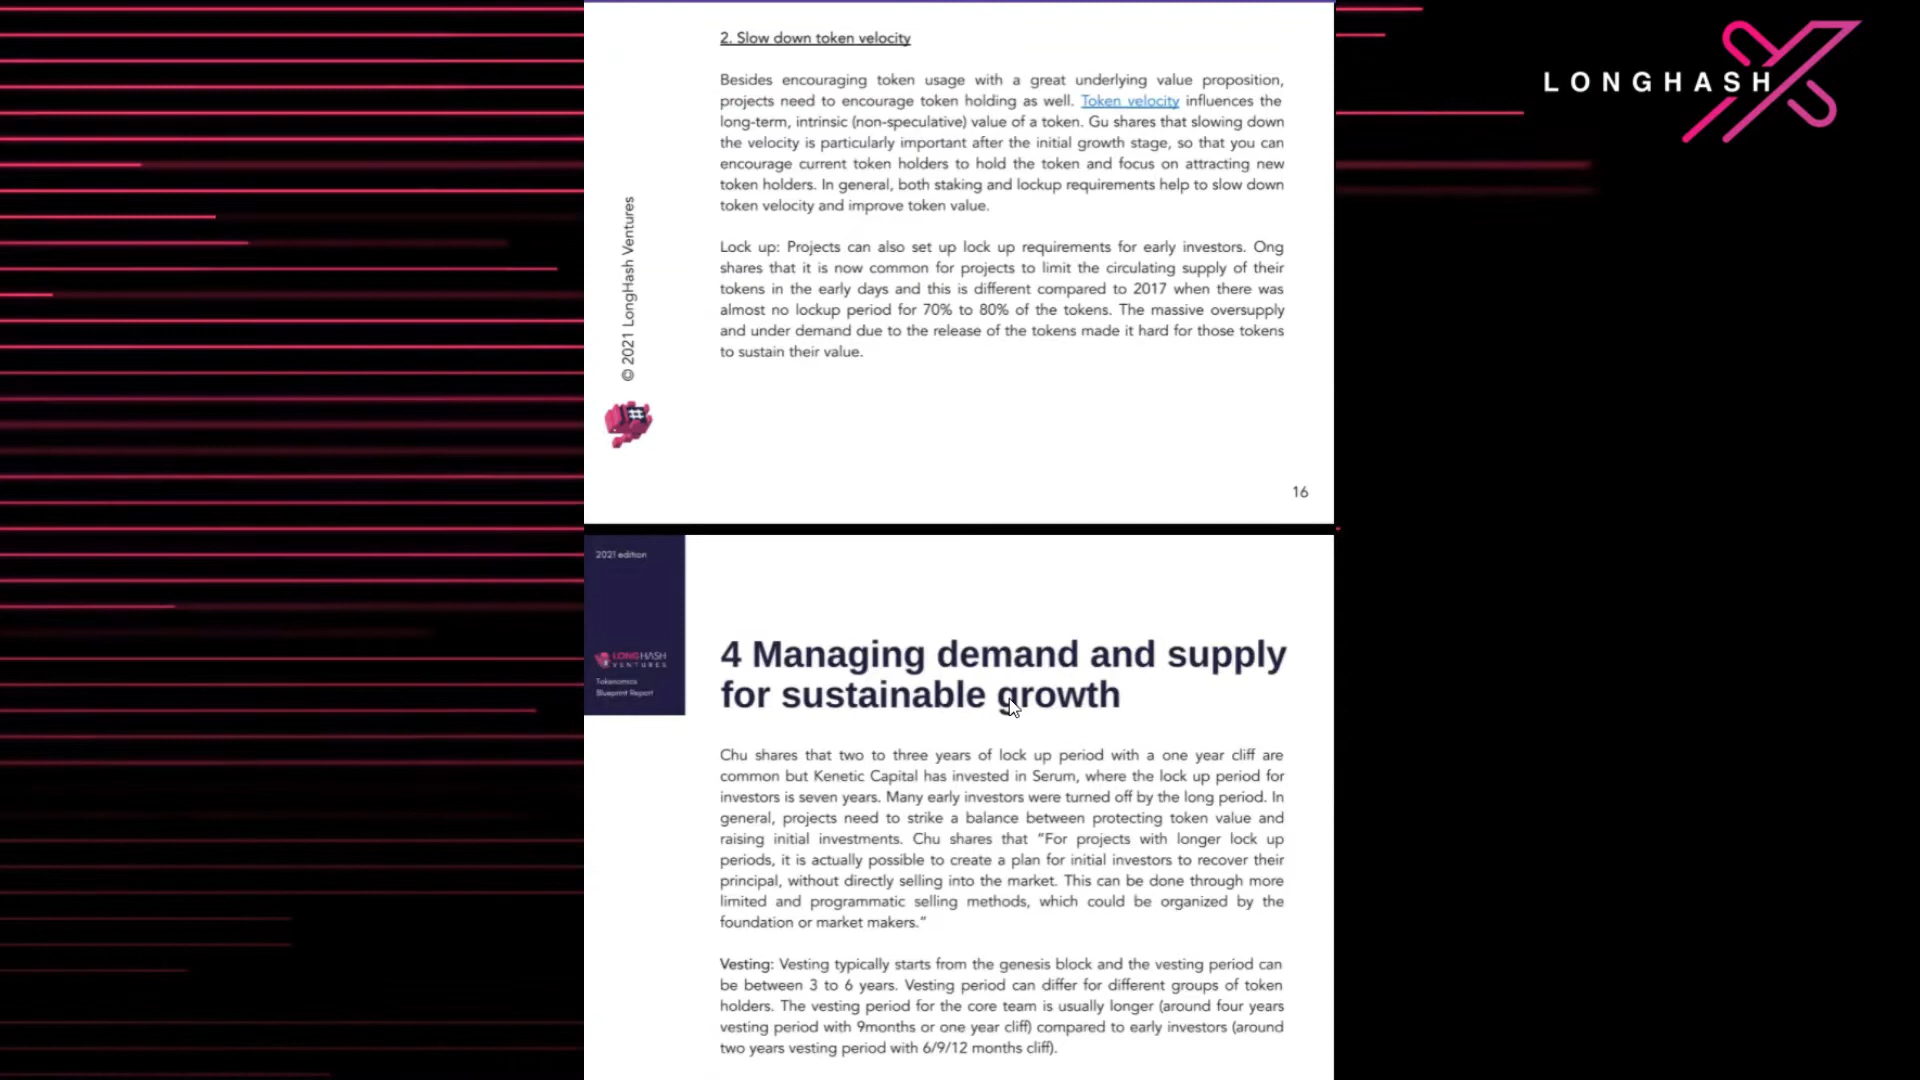 LONGHASH
2. Slow down token velocity
Besides encouraging token usage with a great underlying value proposition,
projects need to encourage token holding as well. Token velocity influences the
long-term, intrinsic (non-speculative) value of a token. Gu shares that slowing down
the velocity is particularly important after the initial growth stage, so that you can
encourage current token holders to hold the token and focus on attracting new
token holders. In general, both staking and lockup requirements help to slow down
token velocity and improve token value.
Lock up: Projects can also set up lock up requirements for early investors. Ong
shares that it is now common for projects to limit the circulating supply of their
tokens in the early days and this is different compared to 2017 when there was
almost no lockup period for 70% to 80% of the tokens. The massive oversupply
and under demand due to the release of the tokens made it hard for those tokens
to sustain their value.
© 2021 LongHash Ventures
16
2021 edition
LONGHASH
VENTURES
Tokenomics
Blueprint Report
4 Managing demand and supply
for sustainable growth
Chu shares that two to three years of lock up period with a one year cliff are
common but Kenetic Capital has invested in Serum, where the lock up period for
investors is seven years. Many early investors were turned off by the long period. In
general, projects need to strike a balance between protecting token value and
raising initial investments. Chu shares that “For projects with longer lock up
periods, it is actually possible to create a plan for initial investors to recover their
principal, without directly selling into the market. This can be done through more
limited and programmatic selling methods, which could be organized by the
foundation or market makers.”
Vesting: Vesting typically starts from the genesis block and the vesting period can
be between 3 to 6 years. Vesting period can differ for different groups of token
holders. The vesting period for the core team is usually longer (around four years
vesting period with 9months or one year cliff) compared to early investors (around
two years vesting period with 6/9/12 months cliff).